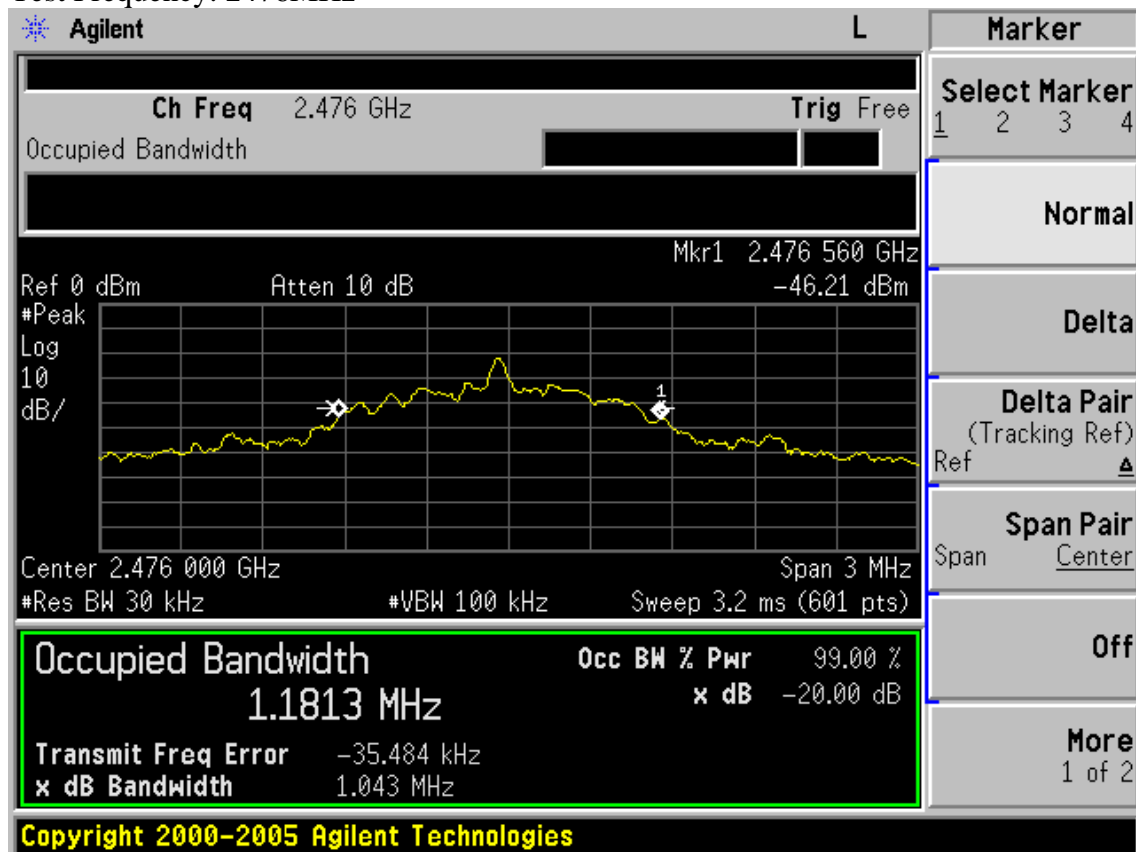 Agilent L
Marker
Ch Freq 2.476 GHz Trig Free
Occupied Bandwidth
Select Marker
1 2 3 4
Normal
Mkr1 2.476 560 GHz
Ref 0 dBm Atten 10 dB -46.21 dBm
#Peak
Log
10
dB/
1
Delta
Delta Pair
(Tracking Ref)
Ref Δ
Span Pair
Span Center
Center 2.476 000 GHz Span 3 MHz
#Res BW 30 kHz #VBW 100 kHz Sweep 3.2 ms (601 pts)
Off
Occupied Bandwidth Occ BW % Pwr 99.00 %
1.1813 MHz x dB -20.00 dB
Transmit Freq Error -35.484 kHz
x dB Bandwidth 1.043 MHz
More
1 of 2
Copyright 2000-2005 Agilent Technologies